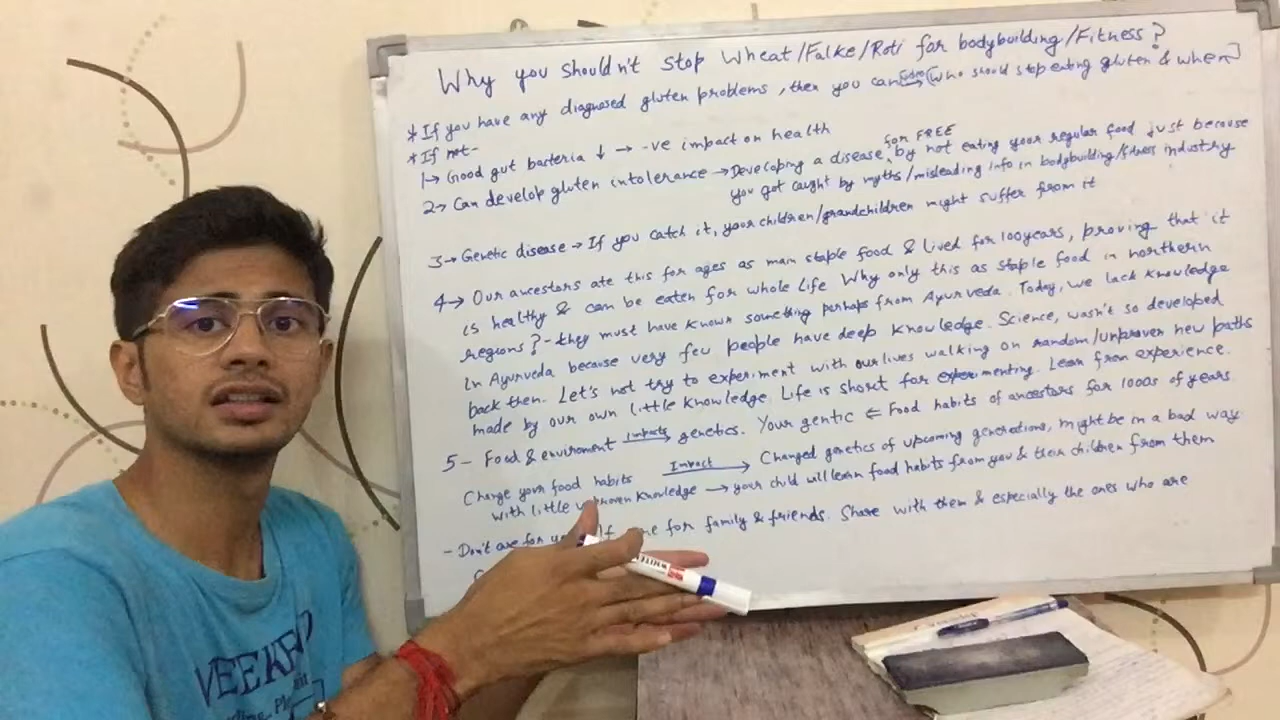 Why you shouldn't stop Wheat/Falke/Roti for bodybuilding/Fitness?
* If you have any diagnosed gluten problems, then you can (Who should stop eating gluten & when)
* If not-
1→ Good gut bacteria ↓ → -ve impact on health
for FREE
2→ Can develop gluten intolerance → Developing a disease, by not eating your regular food just because
you got caught by myths/misleading info in bodybuilding/fitness industry
3→ Genetic disease → If you catch it, your children/grandchildren might suffer from it
4→ Our ancestors ate this for ages as main staple food & Lived for 100years, proving that it
is healthy & can be eaten for whole life Why only this as staple food in northern
regions? - they must have known something perhaps from Ayurveda. Today, we lack knowledge
In Ayurveda because very few people have deep knowledge. Science, wasn't so developed
back then. Let's not try to experiment with our lives walking on random/unproven new paths
made by our own little knowledge. Life is short for experimenting. Learn from experience.
5- Food & enviroment impacts→ genetics. Your gentic ⇐ Food habits of ancestors for 1000s of years.
Change your food habits Impact→ Changed genetics of upcoming generations, might be in a bad way
with little knowledge → your child will learn food habits from you & their children from them
- Don't for family & friends. Share with them & especially the ones who are
WHITE
WEEKE